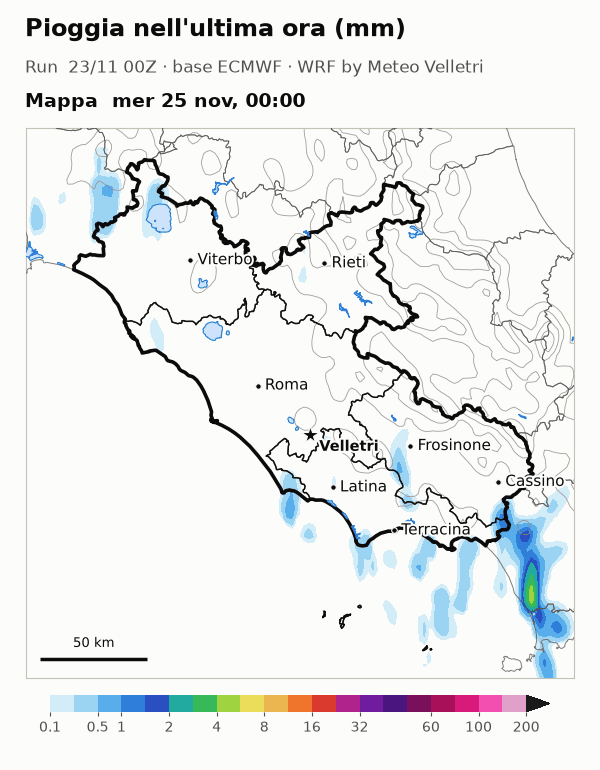 Pioggia nell'ultima ora (mm)
Run  23/11 00Z · base ECMWF · WRF by Meteo Velletri
Mappa  mer 25 nov, 00:00
Viterbo
Rieti
Roma
Velletri
Frosinone
Cassino
Latina
Terracina
50 km
0.1 0.5 1 2 4 8 16 32 60 100 200